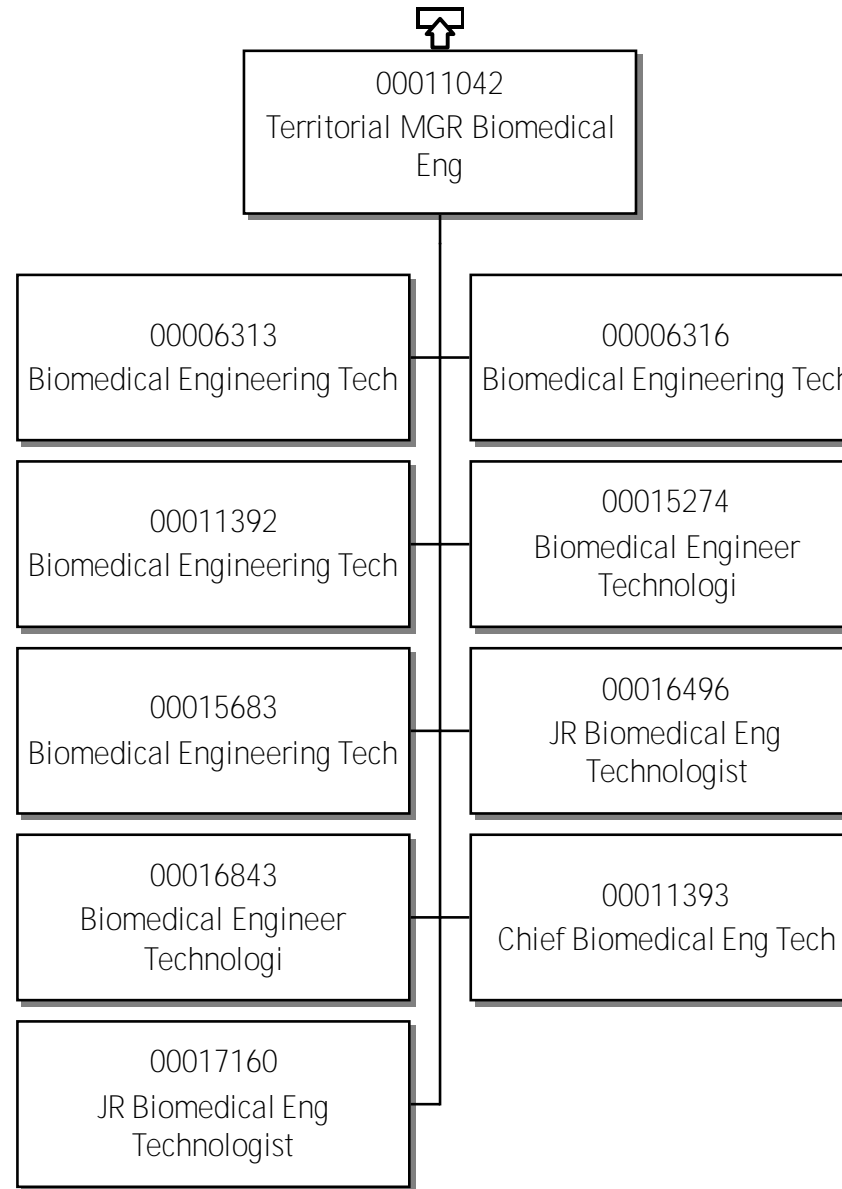 00011042
Territorial MGR Biomedical
Eng
00006313
Biomedical Engineering Tech
00006316
Biomedical Engineering Tech
00011392
Biomedical Engineering Tech
00015274
Biomedical Engineer
Technologi
00015683
Biomedical Engineering Tech
00016496
JR Biomedical Eng
Technologist
00016843
Biomedical Engineer
Technologi
00011393
Chief Biomedical Eng Tech
00017160
JR Biomedical Eng
Technologist